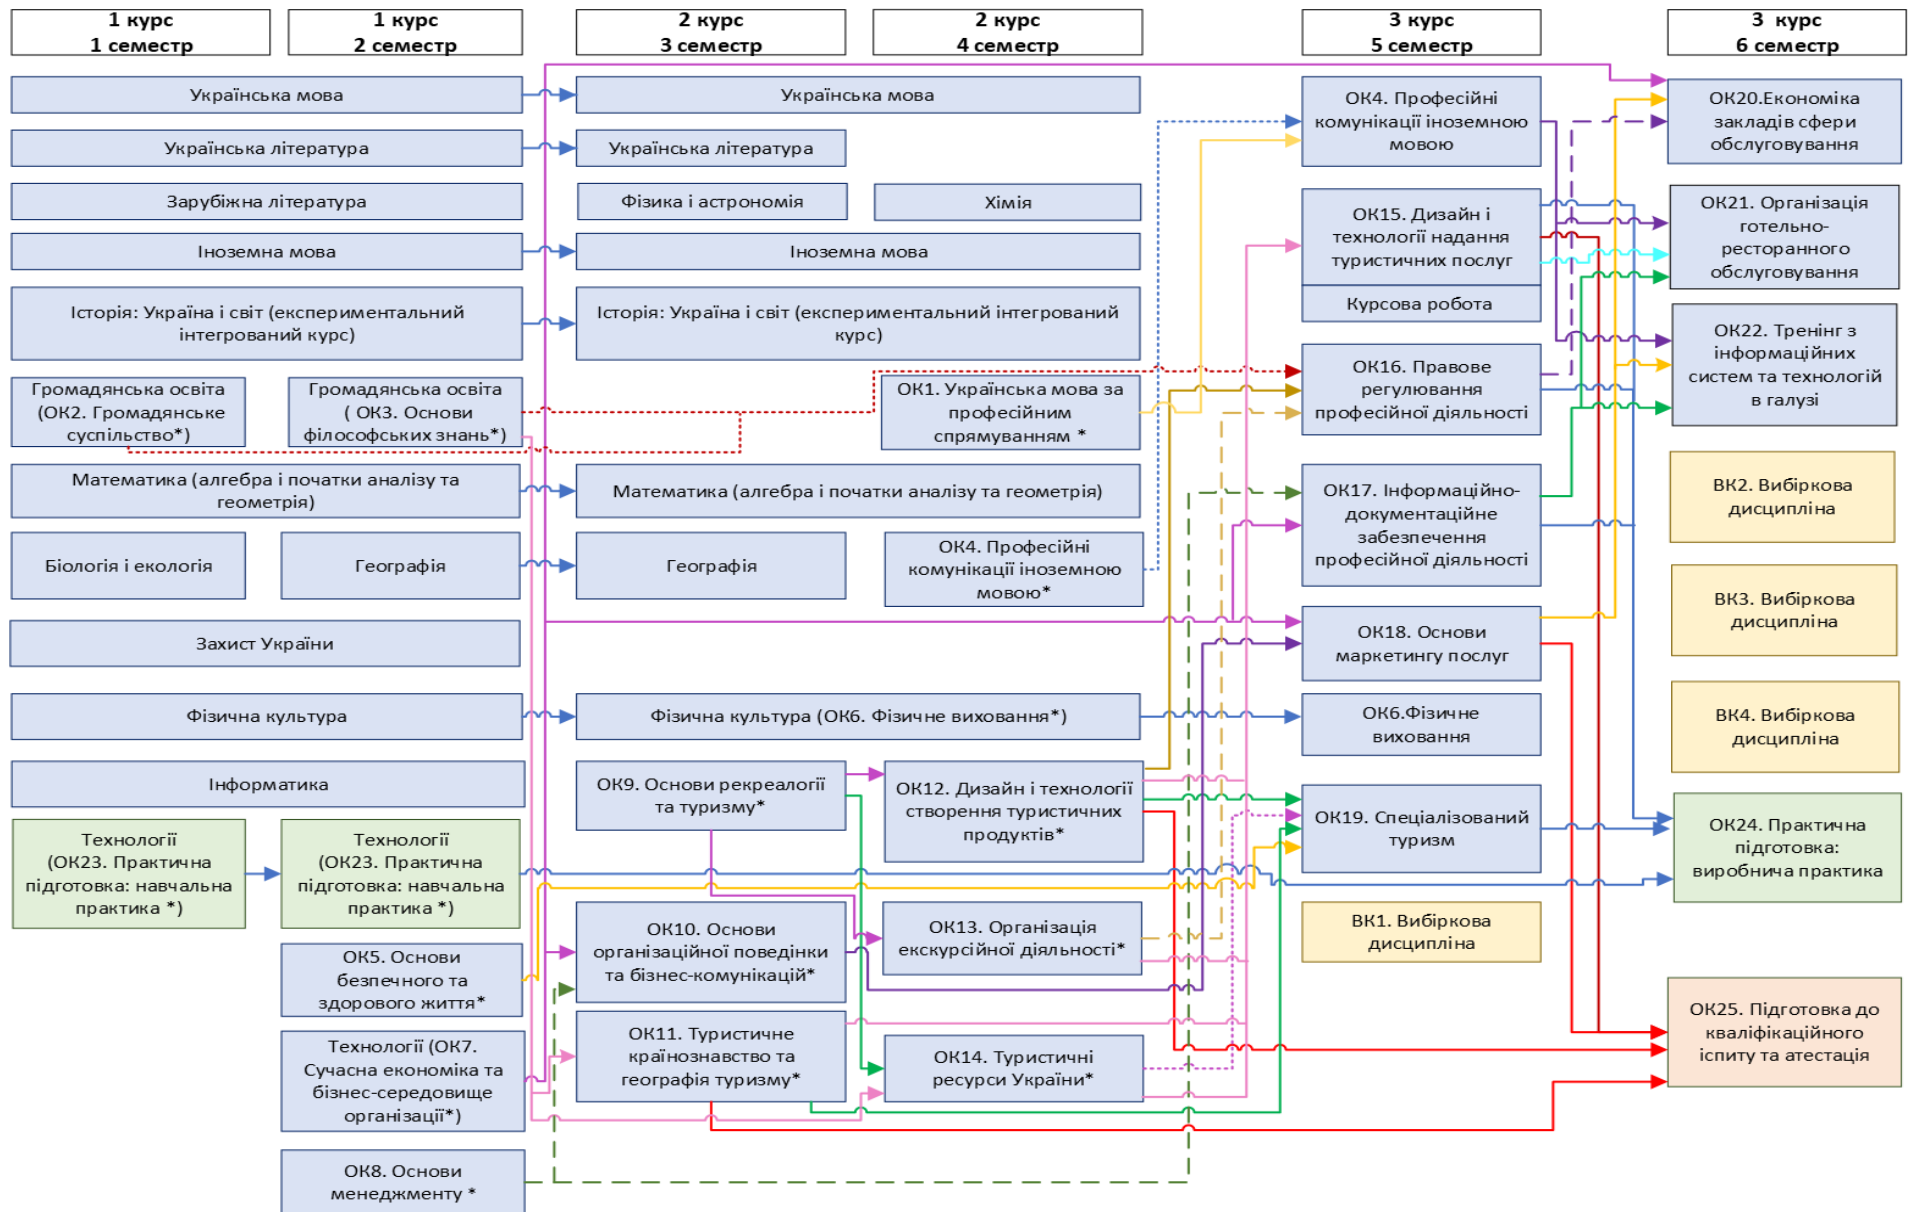 1 курс
1 семестр
1 курс
2 семестр
2 курс
3 семестр
2 курс
4 семестр
3 курс
5 семестр
3 курс
6 семестр
Українська мова
Українська література
Зарубіжна література
Іноземна мова
Історія: Україна і світ (експериментальний
інтегрований курс)
Громадянська освіта
(ОК2. Громадянське
суспільство*)
Громадянська освіта
( ОК3. Основи
філософських знань*)
Математика (алгебра і початки аналізу та
геометрія)
Біологія і екологія
Географія
Захист України
Фізична культура
Інформатика
Технології
(ОК23. Практична
підготовка: навчальна
практика *)
Технології
(ОК23. Практична
підготовка: навчальна
практика *)
ОК5. Основи
безпечного та
здорового життя*
Технології (ОК7.
Сучасна економіка та
бізнес-середовище
організації*)
ОК8. Основи
менеджменту *
Українська мова
Українська література
Фізика і астрономія
Хімія
Іноземна мова
Історія: Україна і світ (експериментальний інтегрований
курс)
ОК1. Українська мова за
професійним
спрямуванням *
Математика (алгебра і початки аналізу та геометрія)
Географія
ОК4. Професійні
комунікації іноземною
мовою*
Фізична культура (ОК6. Фізичне виховання*)
ОК9. Основи рекреалогії
та туризму*
ОК12. Дизайн і технології
створення туристичних
продуктів*
ОК10. Основи
організаційної поведінки
та бізнес-комунікацій*
ОК13. Організація
екскурсійної діяльності*
ОК11. Туристичне
країнознавство та
географія туризму*
ОК14. Туристичні
ресурси України*
ОК4. Професійні
комунікації іноземною
мовою
ОК15. Дизайн і
технології надання
туристичних послуг
Курсова робота
ОК16. Правове
регулювання
професійної діяльності
ОК17. Інформаційно-
документаційне
забезпечення
професійної діяльності
ОК18. Основи
маркетингу послуг
ОК6.Фізичне
виховання
ОК19. Спеціалізований
туризм
ВК1. Вибіркова
дисципліна
ОК20.Економіка
закладів сфери
обслуговування
ОК21. Організація
готельно-
ресторанного
обслуговування
ОК22. Тренінг з
інформаційних
систем та технологій
в галузі
ВК2. Вибіркова
дисципліна
ВК3. Вибіркова
дисципліна
ВК4. Вибіркова
дисципліна
ОК24. Практична
підготовка:
виробнича практика
ОК25. Підготовка до
кваліфікаційного
іспиту та атестація